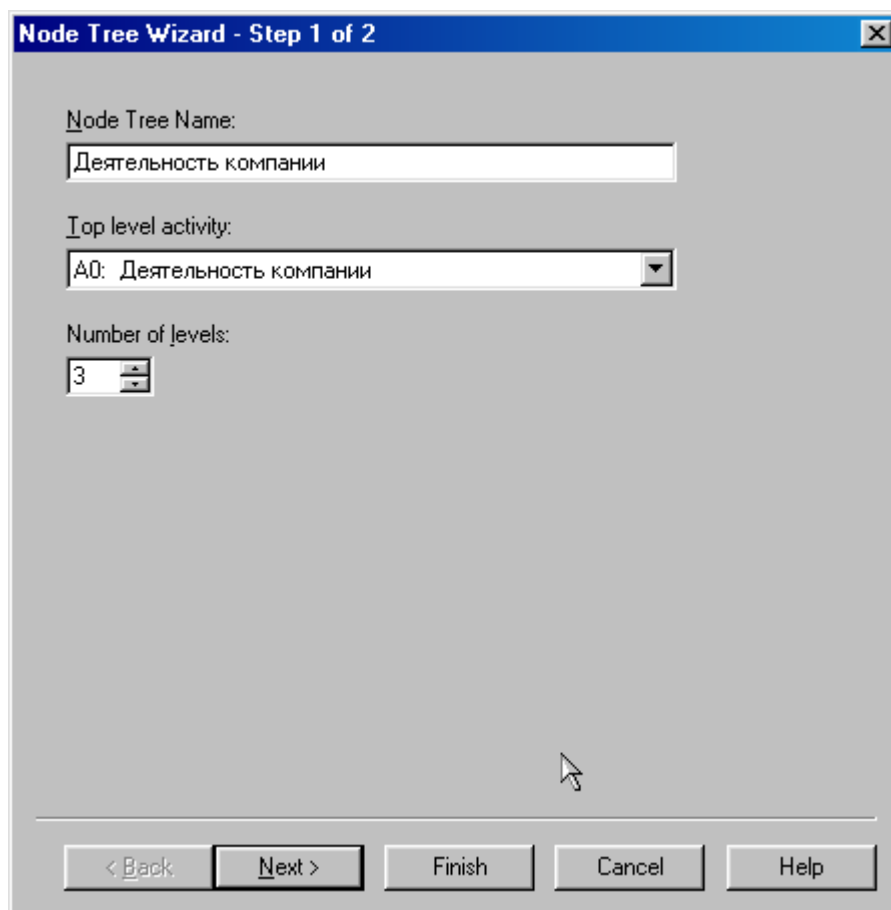 Node Tree Wizard - Step 1 of 2
Node Tree Name:
Деятельность компании
Top level activity:
A0: Деятельность компании
Number of levels:
3
< Back Next > Finish Cancel Help